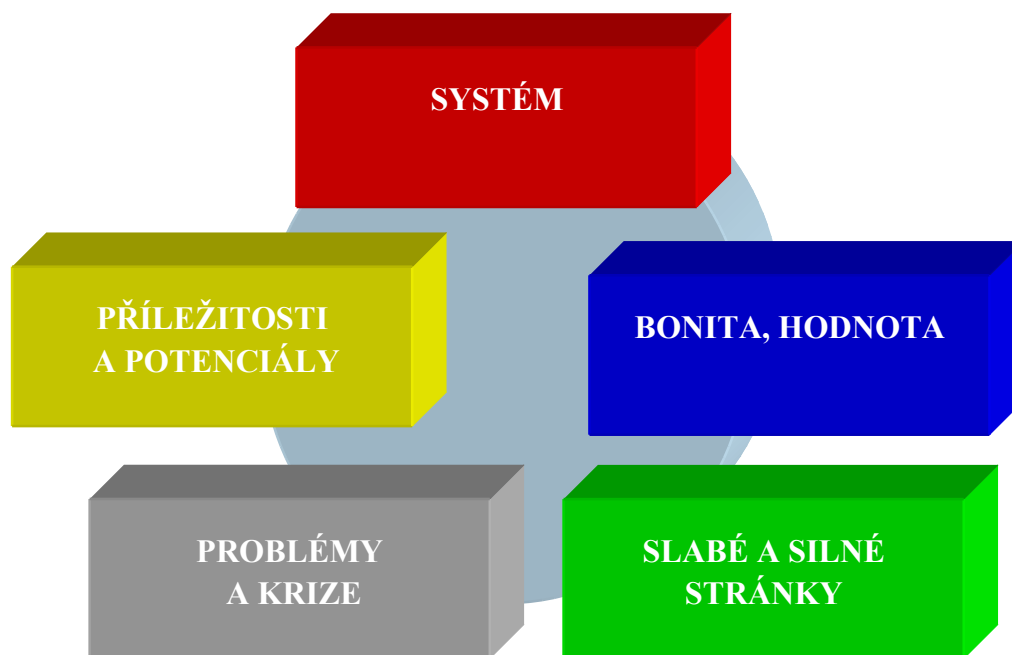 SYSTÉM
PŘÍLEŽITOSTI
A POTENCIÁLY
BONITA, HODNOTA
PROBLÉMY
A KRIZE
SLABÉ A SILNÉ
STRÁNKY